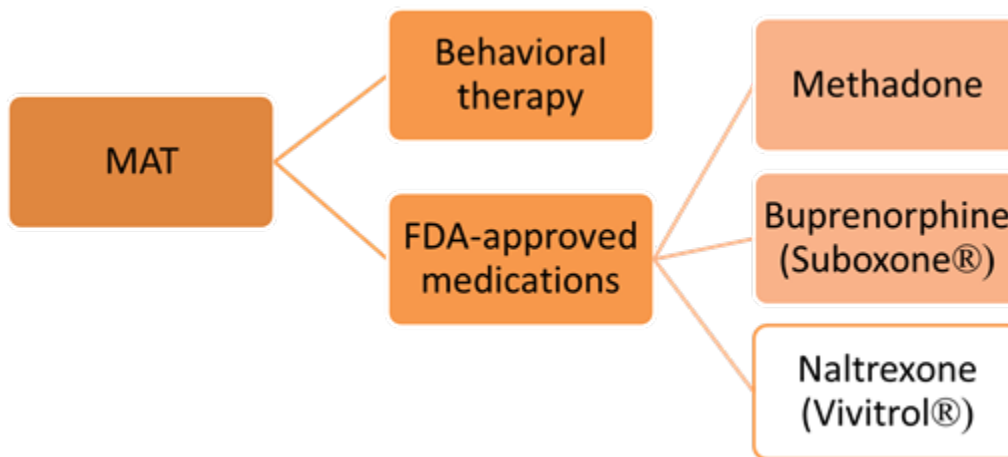 MAT
Behavioral
therapy
FDA-approved
medications
Methadone
Buprenorphine
(Suboxone®)
Naltrexone
(Vivitrol®)